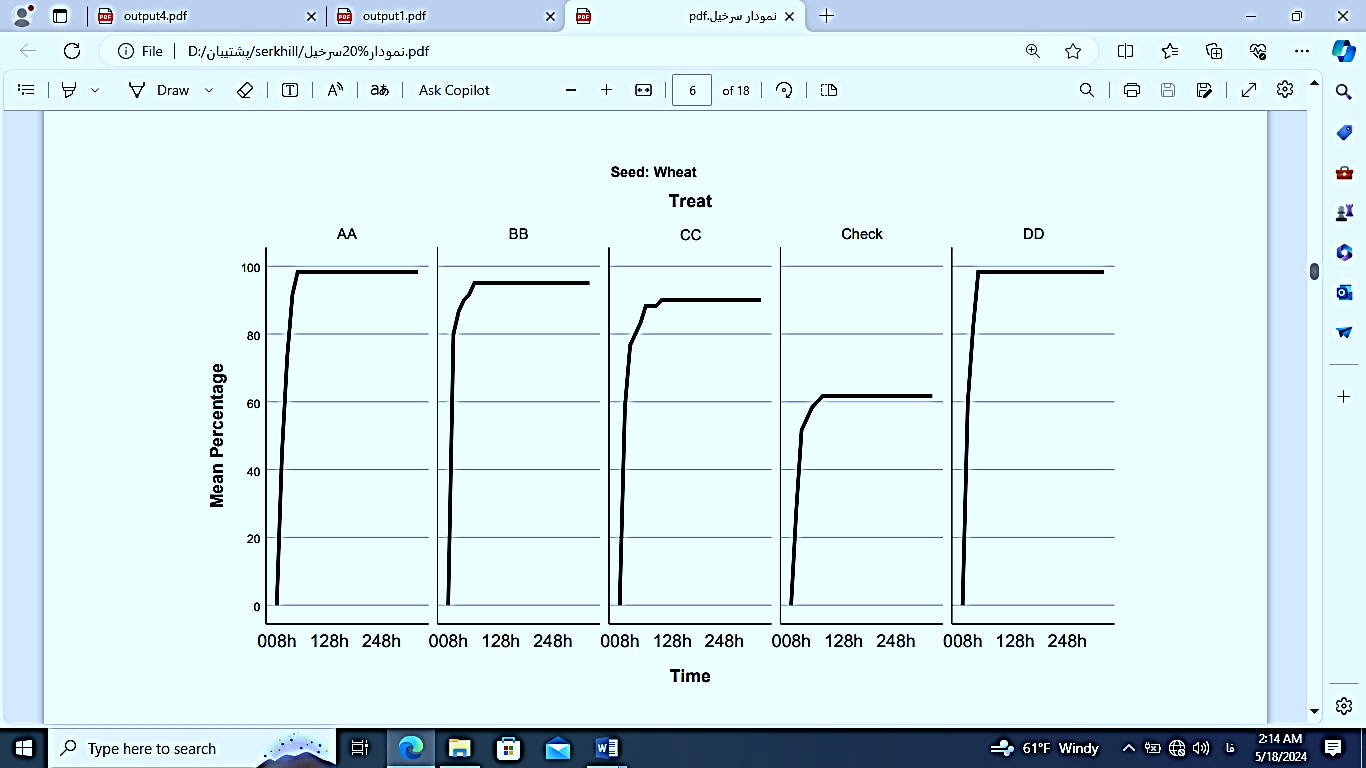 output4.pdf
output1.pdf
نمودار سرخیل.pdf
File
D:/پشتیبان/serkhill/نمودار%20سرخیل.pdf
Draw
aあ
Ask Copilot
6 of 18
Seed: Wheat
Treat
AA BB CC Check DD
Mean Percentage
100
80
60
40
20
0
008h 128h 248h 008h 128h 248h 008h 128h 248h 008h 128h 248h 008h 128h 248h
Time
Type here to search
61°F Windy
فا
2:14 AM
5/18/2024